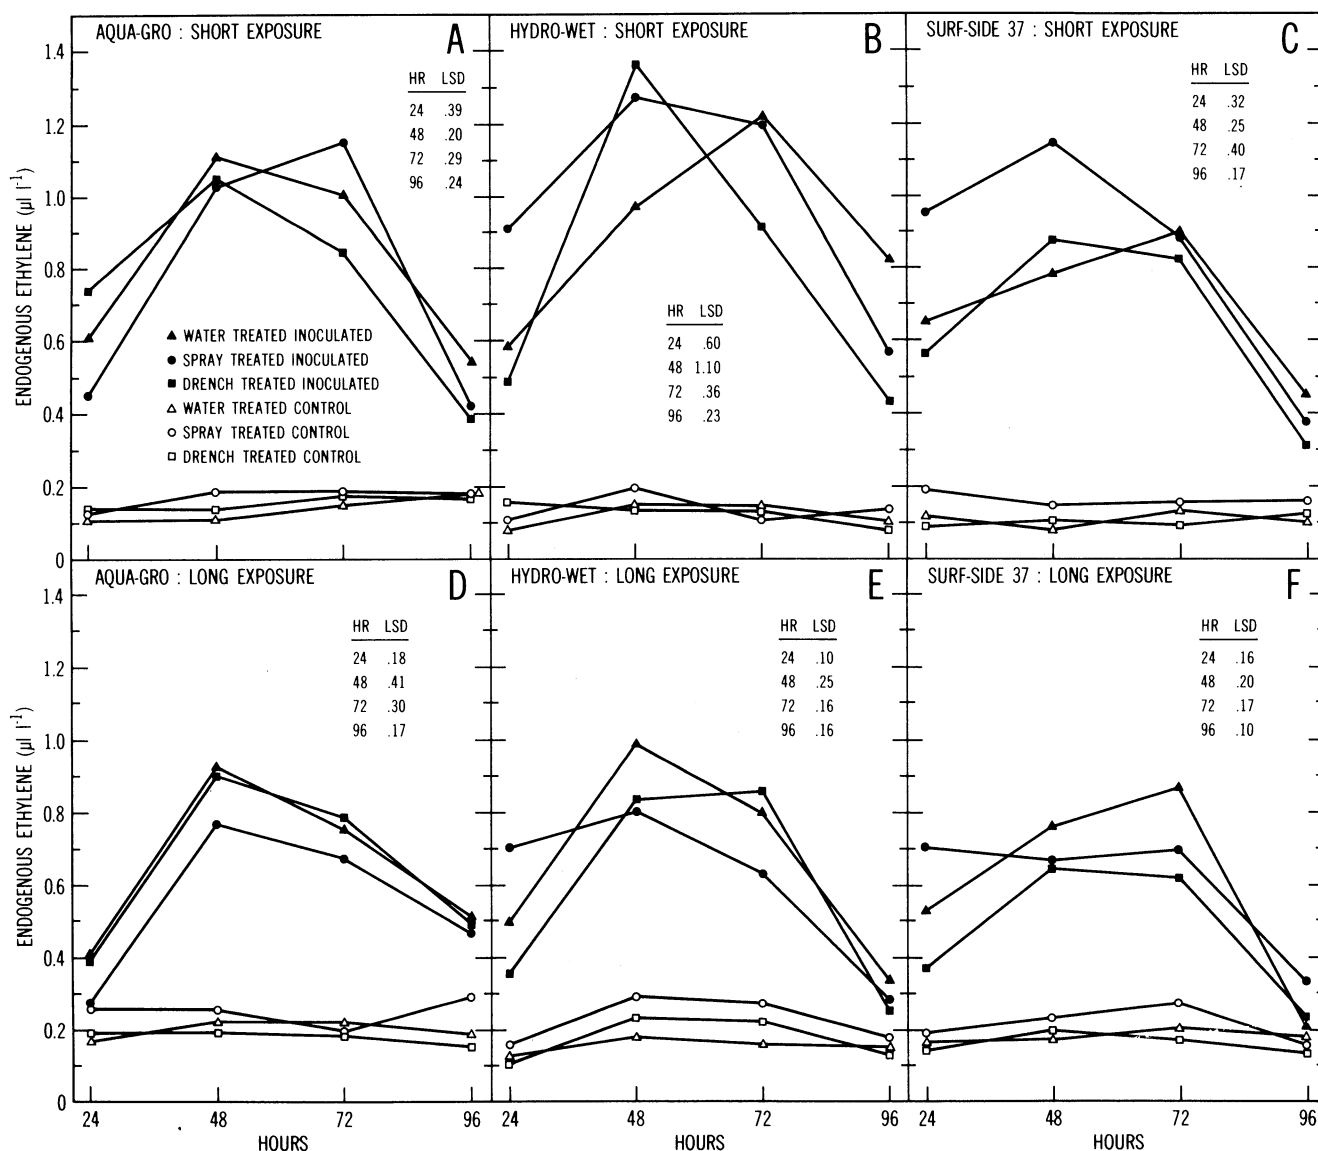 AQUA-GRO : SHORT EXPOSURE
A
HR LSD
24 .39
48 .20
72 .29
96 .24
▲ WATER TREATED INOCULATED
● SPRAY TREATED INOCULATED
■ DRENCH TREATED INOCULATED
△ WATER TREATED CONTROL
○ SPRAY TREATED CONTROL
□ DRENCH TREATED CONTROL
ENDOGENOUS ETHYLENE (µl l⁻¹)
1.4
1.2
1.0
0.8
0.6
0.4
0.2
0
HYDRO-WET : SHORT EXPOSURE
B
HR LSD
24 .60
48 1.10
72 .36
96 .23
SURF-SIDE 37 : SHORT EXPOSURE
C
HR LSD
24 .32
48 .25
72 .40
96 .17
AQUA-GRO : LONG EXPOSURE
D
HR LSD
24 .18
48 .41
72 .30
96 .17
ENDOGENOUS ETHYLENE (µl l⁻¹)
1.4
1.2
1.0
0.8
0.6
0.4
0.2
0
24 48 72 96
HOURS
HYDRO-WET : LONG EXPOSURE
E
HR LSD
24 .10
48 .25
72 .16
96 .16
24 48 72 96
HOURS
SURF-SIDE 37 : LONG EXPOSURE
F
HR LSD
24 .16
48 .20
72 .17
96 .10
24 48 72 96
HOURS